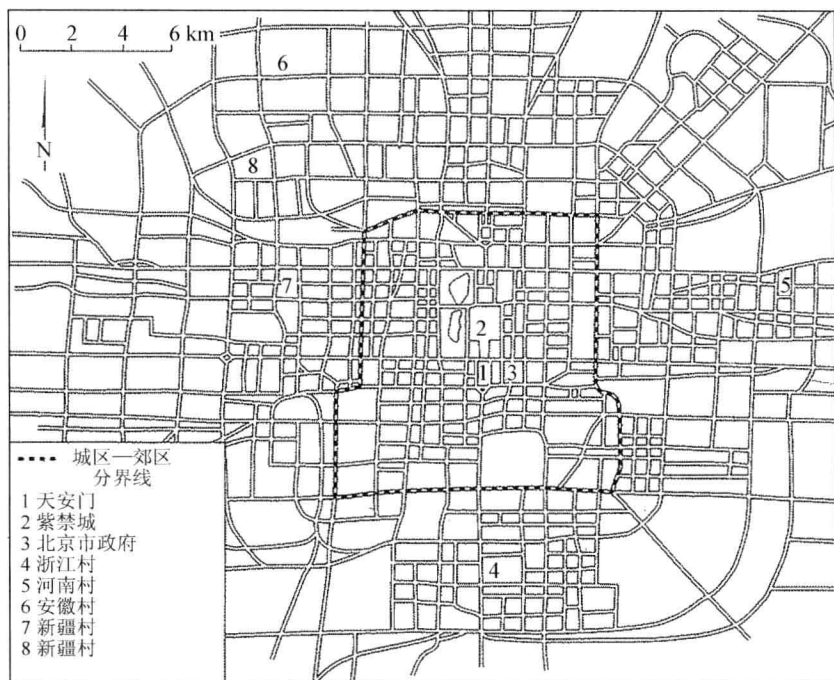 0 2 4 6 km
6
N
8
7
5
2
1 3
城区—郊区
分界线
1 天安门
2 紫禁城
3 北京市政府
4 浙江村
5 河南村
6 安徽村
7 新疆村
8 新疆村
4